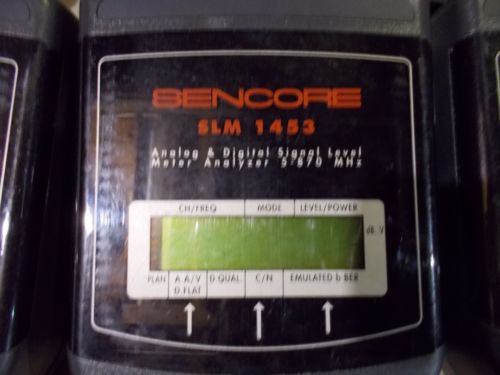 SENCORE
SLM 1453
Analog & Digital Signal Level
Meter Analyzer 5-870 MHz
CH/FREQ MODE LEVEL/POWER
dB V
PLAN A A/V D.QUAL C/N EMULATED b BER
D.FLAT